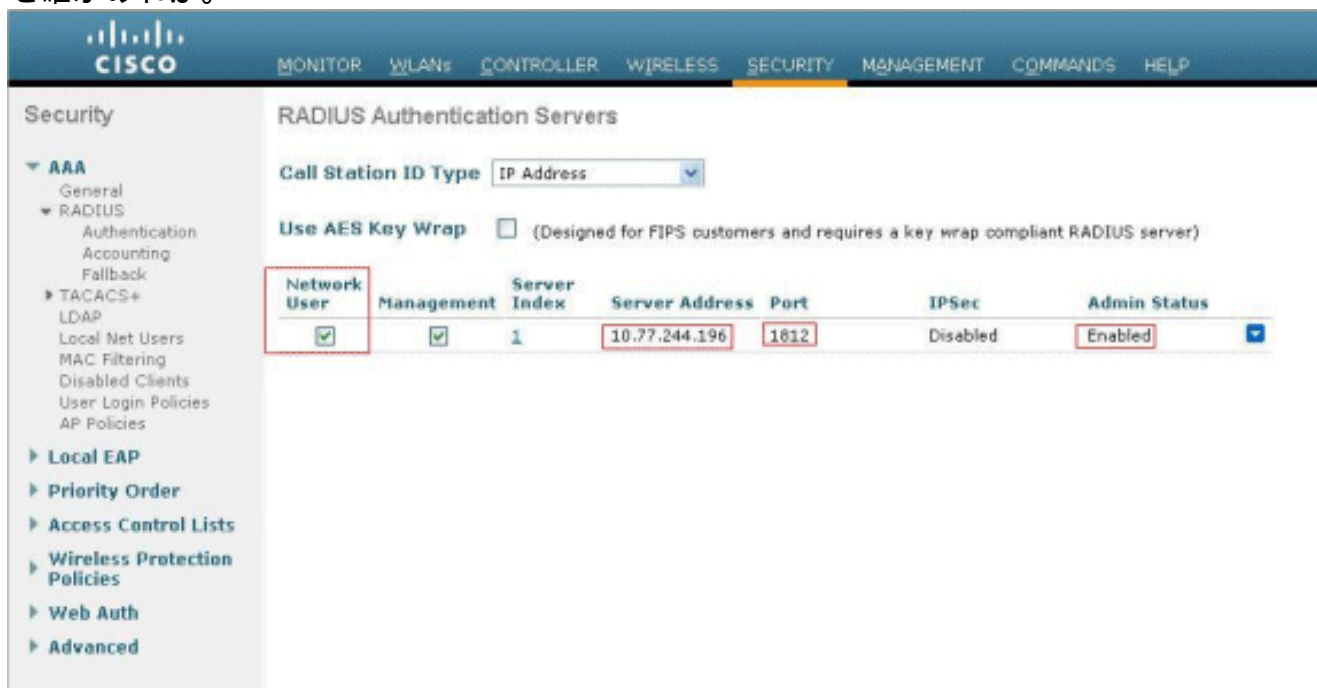 CISCO
MONITOR WLANs CONTROLLER WIRELESS SECURITY MANAGEMENT COMMANDS HELP
Security
AAA
General
RADIUS
Authentication
Accounting
Fallback
TACACS+
LDAP
Local Net Users
MAC Filtering
Disabled Clients
User Login Policies
AP Policies
Local EAP
Priority Order
Access Control Lists
Wireless Protection
Policies
Web Auth
Advanced
RADIUS Authentication Servers
Call Station ID Type IP Address
Use AES Key Wrap (Designed for FIPS customers and requires a key wrap compliant RADIUS server)
Network User Management Server Index Server Address Port IPSec Admin Status
1 10.77.244.196 1812 Disabled Enabled